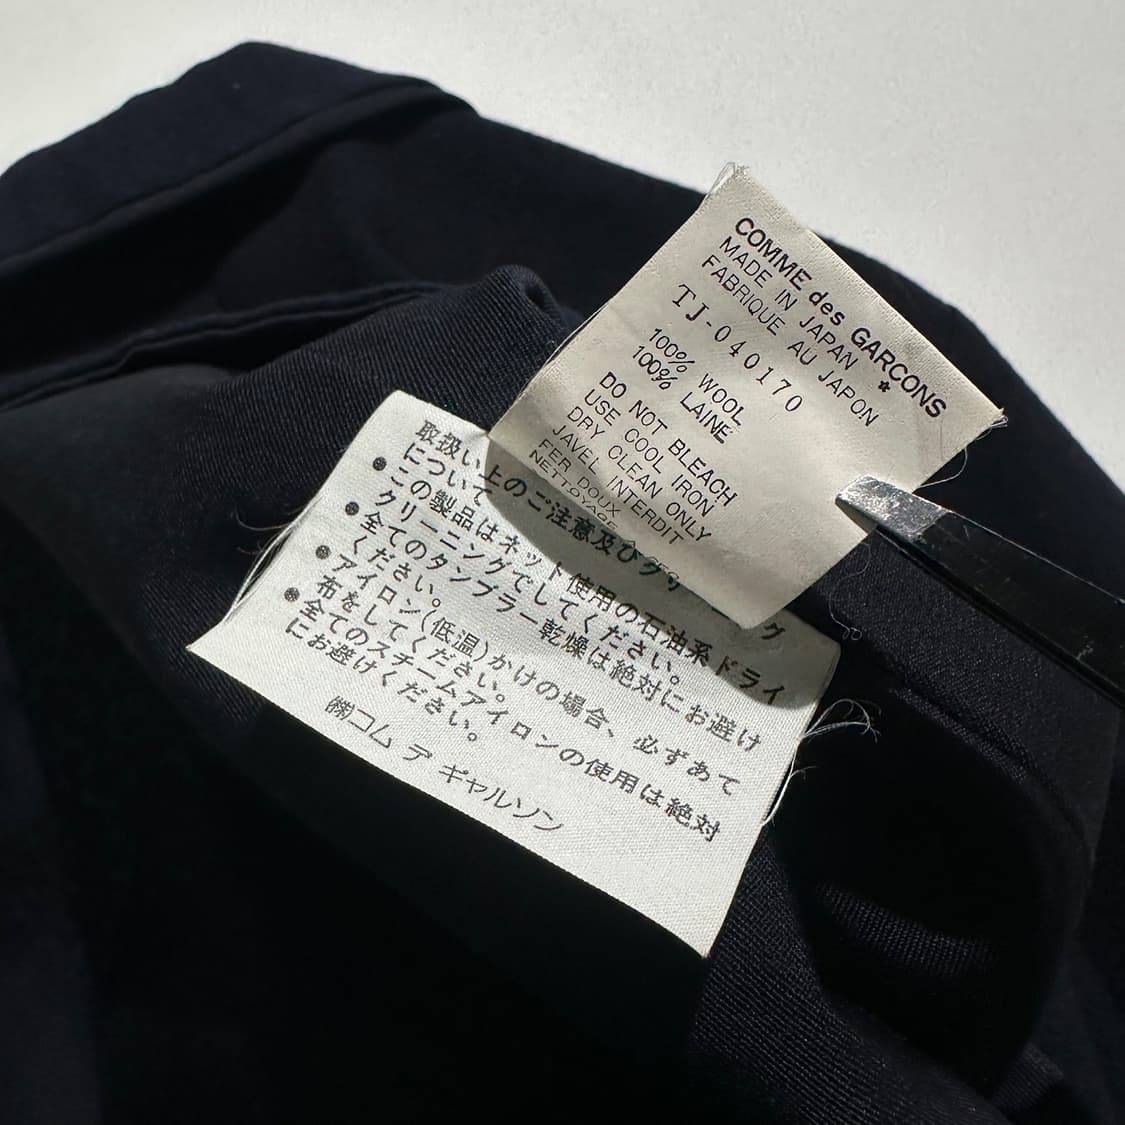 COMME des GARCONS
MADE IN JAPAN *
FABRIQUE AU JAPON
TJ-040170
100% WOOL
100% LAINE
DO NOT BLEACH
USE COOL IRON
DRY CLEAN ONLY
JAVEL INTERDIT
FER DOUX
NETTOYAGE
取扱い上のご注意及びク
について
●この製品はネット使用の石油系ドライ
クリーニングでしてください。
●全てのタンブラー乾燥は絶対にお避け
ください。
●アイロン(低温)かけの場合、必ずあて
布をしてください。
●全てのスチームアイロンの使用は絶対
にお避けください。
㈱コム デ ギャルソン